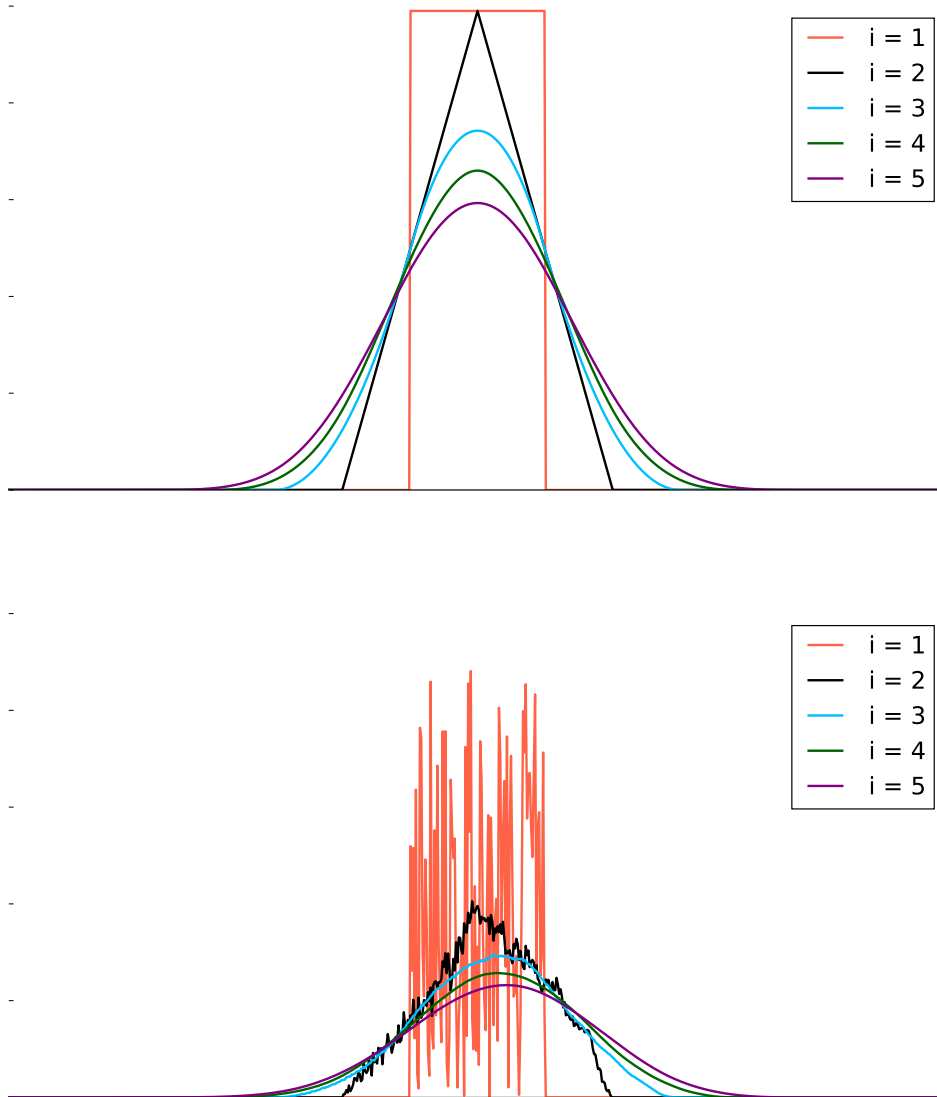 i = 1
i = 2
i = 3
i = 4
i = 5
i = 1
i = 2
i = 3
i = 4
i = 5